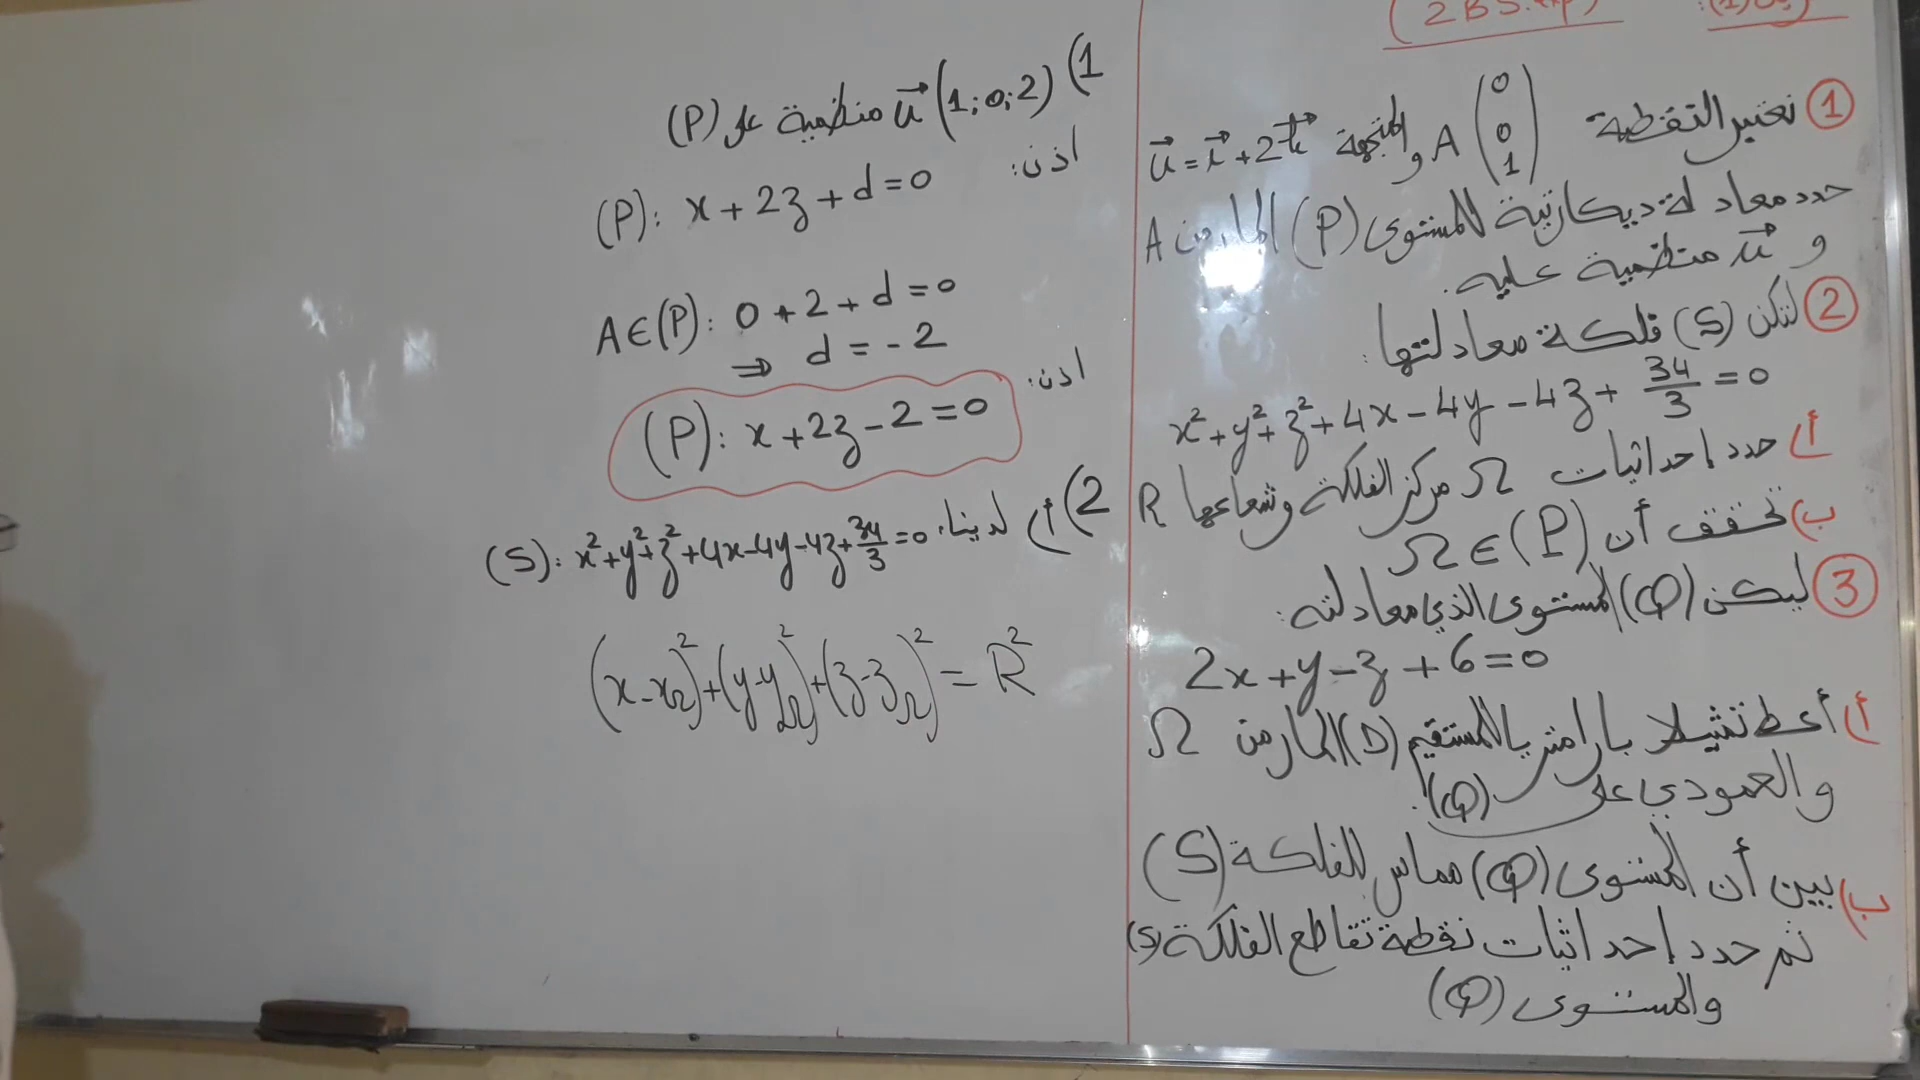 (2BS.exp)
① نعتبر النقطة A(0 0 1) والمتجهة u⃗ = i⃗ + 2k⃗
حدد معادلة ديكارتية للمستوى (P) المار من A
و u⃗ منظمية عليه.
② لتكن (S) فلكة معادلتها:
x² + y² + z² + 4x - 4y - 4z + 34/3 = 0
أ) حدد إحداثيات Ω مركز الفلكة وشعاعها R
ب) تحقق أن Ω ∈ (P)
③ ليكن (Q) المستوى الذي معادلته:
2x + y - z + 6 = 0
أ) أعط تمثيلا بارامتريا للمستقيم (D) المار من Ω
والعمودي على (Q).
ب) بين أن المستوى (Q) مماس للفلكة (S)
ثم حدد إحداثيات نقطة تقاطع الفلكة (S)
والمستوى (Q)
1) u⃗(1;0;2) منظمية على (P)
اذن:
(P): x + 2z + d = 0
A∈(P): 0 + 2 + d = 0
⇒ d = -2
اذن:
(P): x + 2z - 2 = 0
2) أ) لدينا: (S): x² + y² + z² + 4x - 4y - 4z + 34/3 = 0
(x - x_Ω)² + (y - y_Ω)² + (z - z_Ω)² = R²